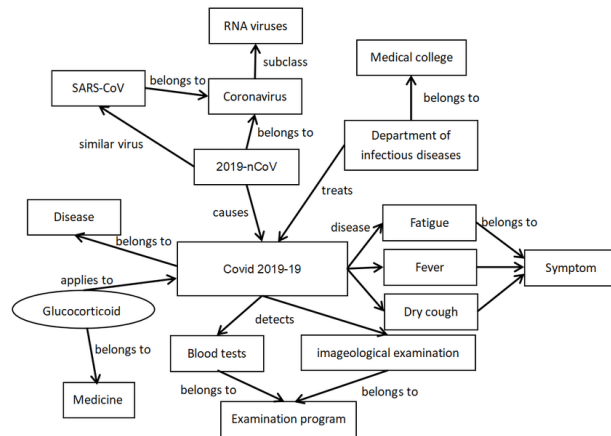 RNA viruses
Medical college
subclass
SARS-CoV
belongs to
Coronavirus
belongs to
similar virus
belongs to
Department of
infectious diseases
2019-nCoV
treats
Disease
causes
disease
Fatigue
belongs to
belongs to
Covid 2019-19
Fever
Symptom
applies to
Glucocorticoid
Dry cough
detects
belongs to
Blood tests
imageological examination
belongs to
belongs to
Medicine
Examination program